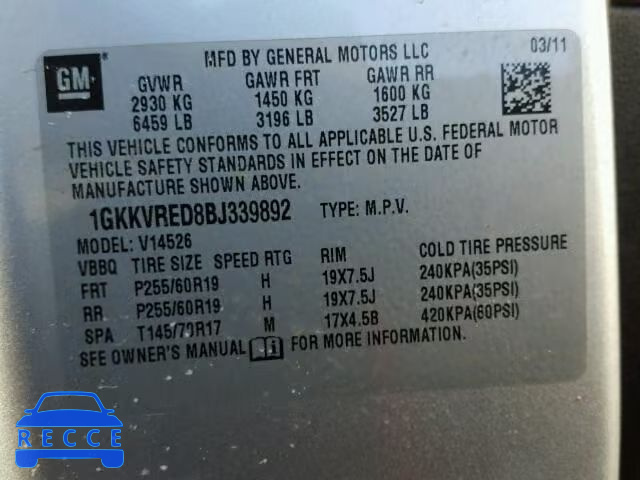 GM
MFD BY GENERAL MOTORS LLC 03/11
GVWR GAWR FRT GAWR RR
2930 KG 1450 KG 1600 KG
6459 LB 3196 LB 3527 LB
THIS VEHICLE CONFORMS TO ALL APPLICABLE U.S. FEDERAL MOTOR
VEHICLE SAFETY STANDARDS IN EFFECT ON THE DATE OF
MANUFACTURE SHOWN ABOVE.
1GKKVRED8BJ339892 TYPE: M.P.V.
MODEL: V14526
VBBQ TIRE SIZE SPEED RTG RIM COLD TIRE PRESSURE
FRT P255/60R19 H 19X7.5J 240KPA(35PSI)
RR P255/60R19 H 19X7.5J 240KPA(35PSI)
SPA T145/70R17 M 17X4.5B 420KPA(60PSI)
SEE OWNER'S MANUAL FOR MORE INFORMATION.
RECCE